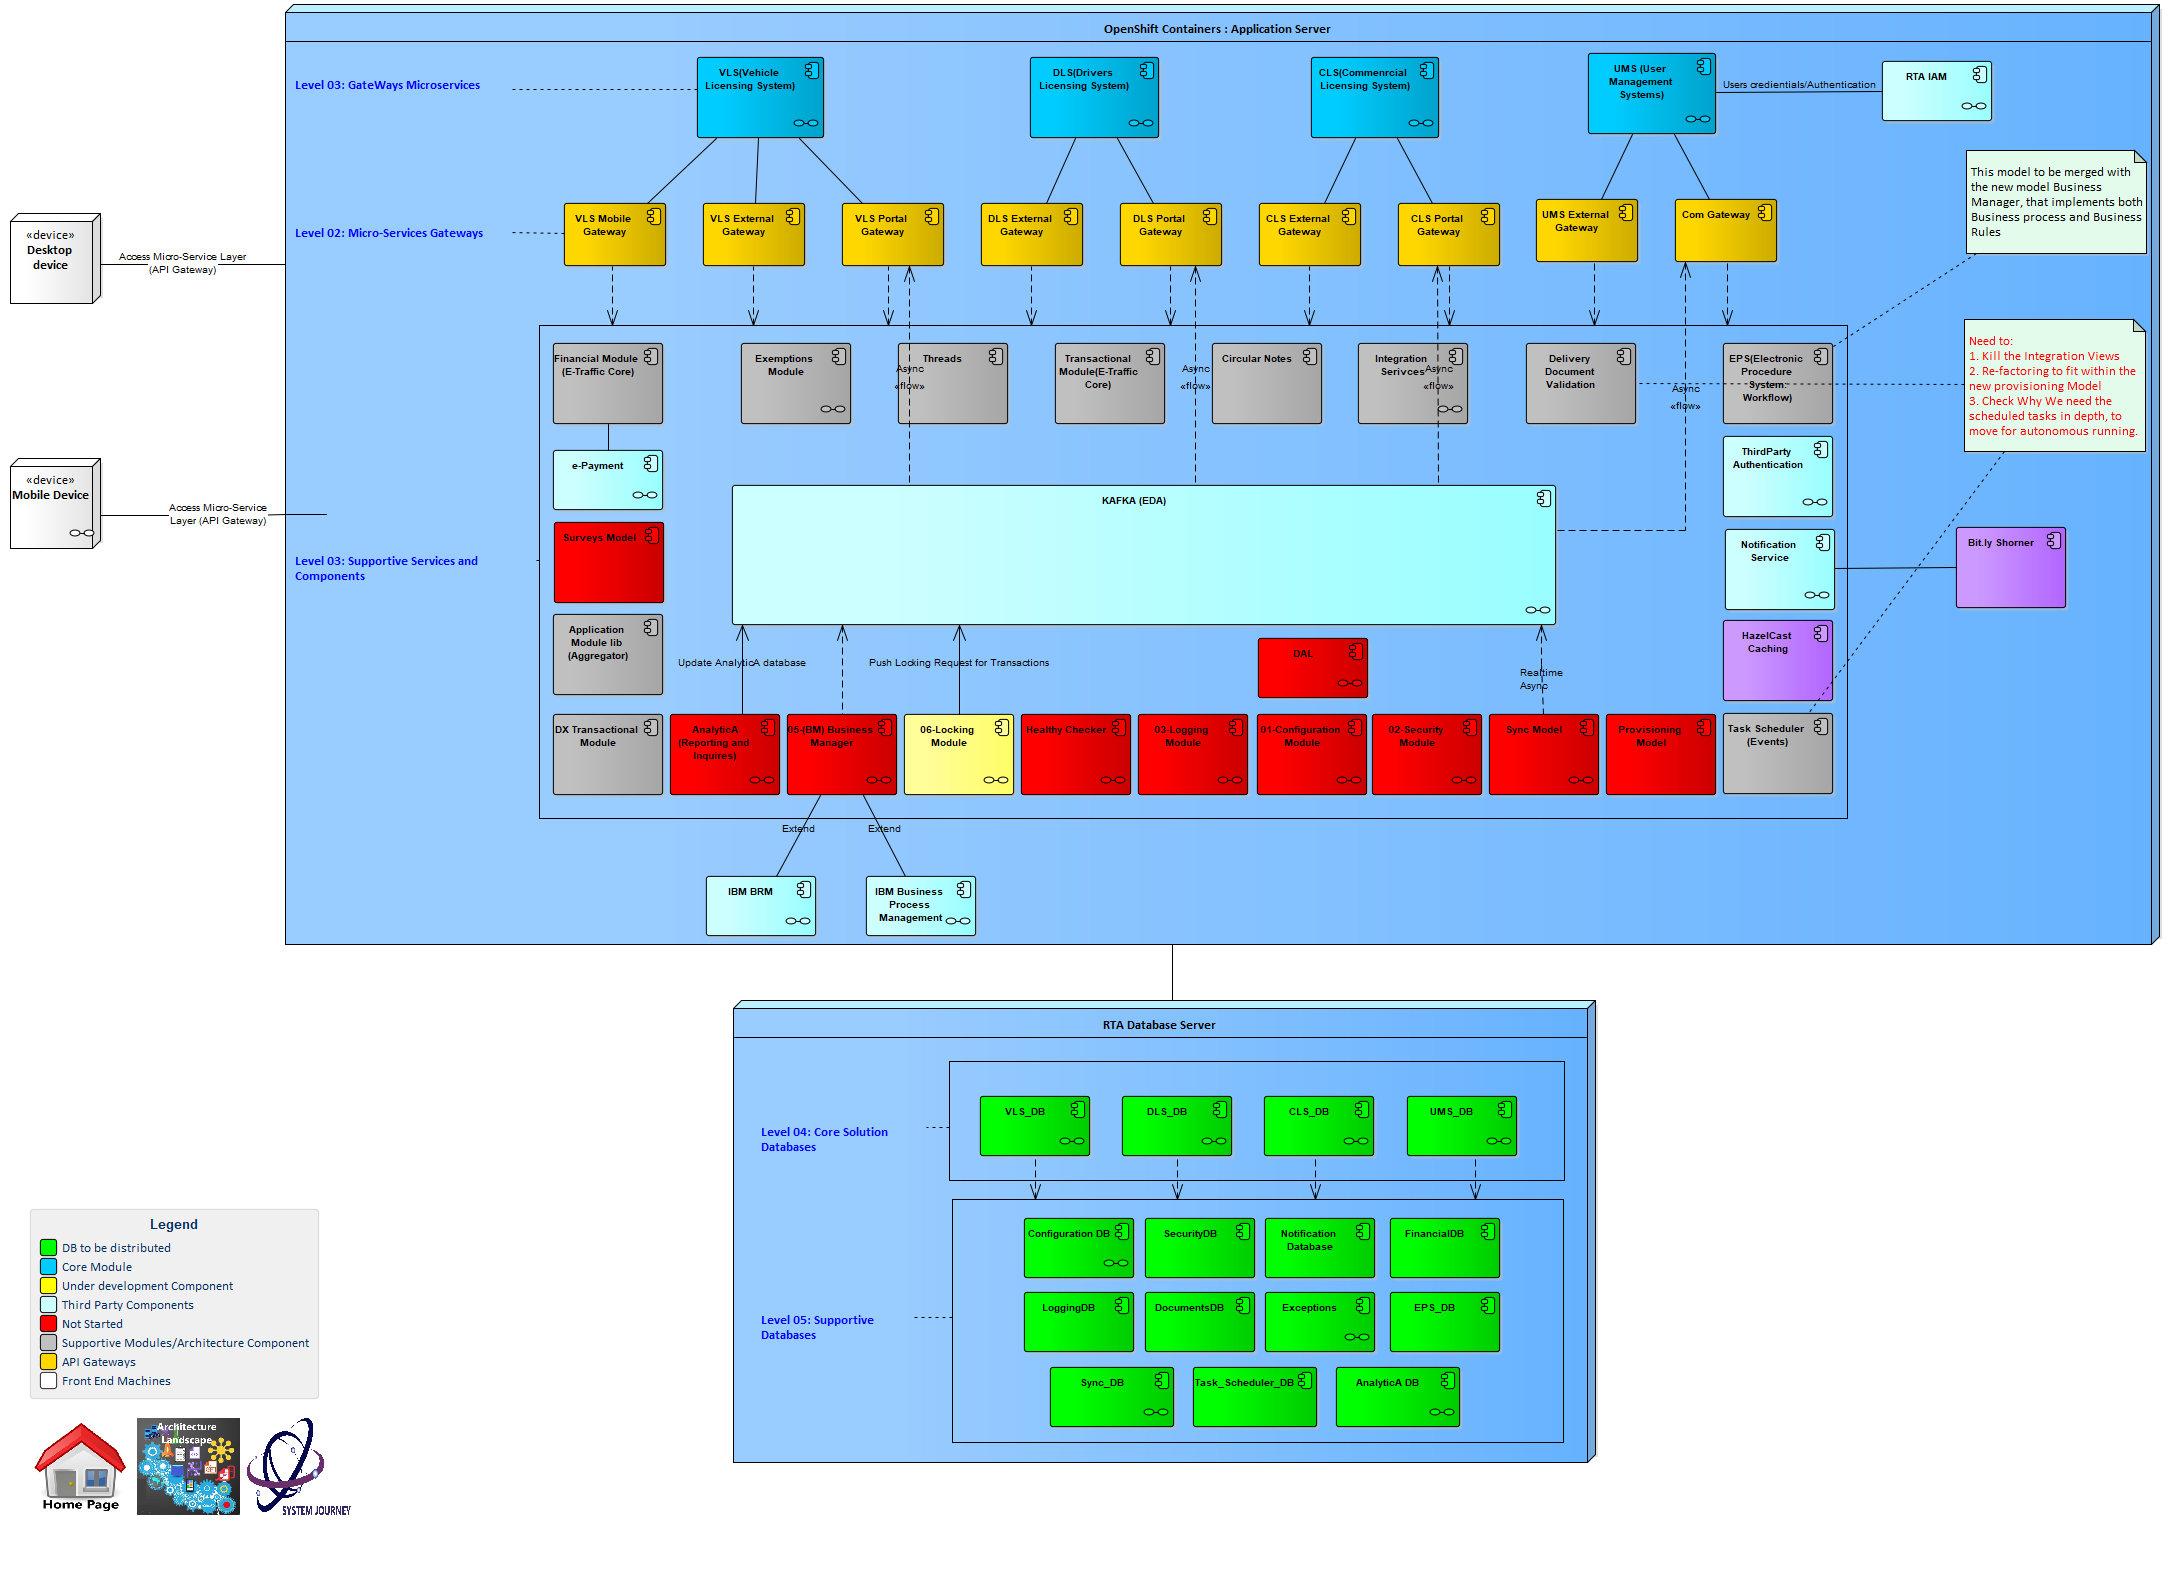 OpenShift Containers : Application Server
Level 03: GateWays Microservices
VLS(Vehicle
Licensing System)
DLS(Drivers
Licensing System)
CLS(Commenrcial
Licensing System)
UMS (User
Management
Systems)
Users credientials/Authentication
RTA IAM
This model to be merged with
the new model Business
Manager, that implements both
Business process and Business
Rules
«device»
Desktop
device
Access Micro-Service Layer
(API Gateway)
Level 02: Micro-Services Gateways
VLS Mobile
Gateway
VLS External
Gateway
VLS Portal
Gateway
DLS External
Gateway
DLS Portal
Gateway
CLS External
Gateway
CLS Portal
Gateway
UMS External
Gateway
Com Gateway
Need to:
1. Kill the Integration Views
2. Re-factoring to fit within the
new provisioning Model
3. Check Why We need the
scheduled tasks in depth, to
move for autonomous running.
Financial Module
(E-Traffic Core)
Exemptions
Module
Threads
Async
«flow»
Transactional
Module(E-Traffic
Core)
Async
«flow»
Circular Notes
Integration
Serivces
Async
«flow»
Delivery
Document
Validation
Async
«flow»
EPS(Electronic
Procedure
System:
Workflow)
e-Payment
ThirdParty
Authentication
«device»
Mobile Device
Access Micro-Service
Layer (API Gateway)
KAFKA (EDA)
Surveys Model
Notification
Service
Bit.ly Shorner
Level 03: Supportive Services and
Components
Application
Module lib
(Aggregator)
HazelCast
Caching
Update AnalyticA database
Push Locking Request for Transactions
DAL
Realtime
Async
DX Transactional
Module
AnalyticA
(Reporting and
Inquires)
05-(BM) Business
Manager
06-Locking
Module
Healthy Checker
03-Logging
Module
01-Configuration
Module
02-Security
Module
Sync Model
Provisioning
Model
Task Scheduler
(Events)
Extend
Extend
IBM BRM
IBM Business
Process
Management
RTA Database Server
Level 04: Core Solution
Databases
VLS_DB
DLS_DB
CLS_DB
UMS_DB
Level 05: Supportive
Databases
Configuration DB
SecurityDB
Notification
Database
FinancialDB
LoggingDB
DocumentsDB
Exceptions
EPS_DB
Sync_DB
Task_Scheduler_DB
AnalyticA DB
Legend
DB to be distributed
Core Module
Under development Component
Third Party Components
Not Started
Supportive Modules/Architecture Component
API Gateways
Front End Machines
Home Page
Architecture
Landscape
SYSTEM JOURNEY